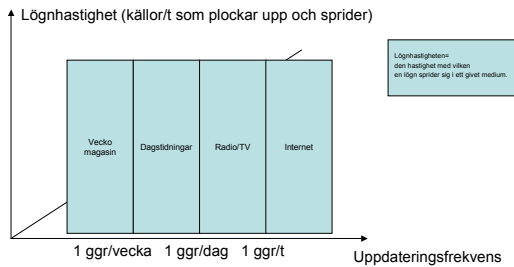 Lögnhastighet (källor/t som plockar upp och sprider)
Lögnhastigheten=
den hastighet med vilken
en lögn sprider sig i ett givet medium.
Vecko
magasin
Dagstidningar
Radio/TV
Internet
1 ggr/vecka
1 ggr/dag
1 ggr/t
Uppdateringsfrekvens